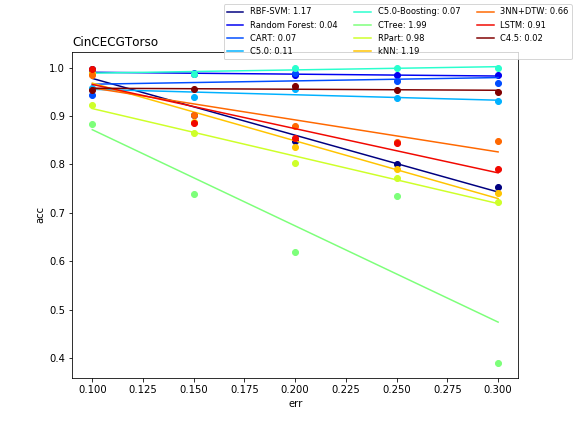 RBF-SVM: 1.17
Random Forest: 0.04
CART: 0.07
C5.0: 0.11
C5.0-Boosting: 0.07
CTree: 1.99
RPart: 0.98
kNN: 1.19
3NN+DTW: 0.66
LSTM: 0.91
C4.5: 0.02
CinCECGTorso
1.0
0.9
0.8
0.7
0.6
0.5
0.4
acc
0.100 0.125 0.150 0.175 0.200 0.225 0.250 0.275 0.300
err